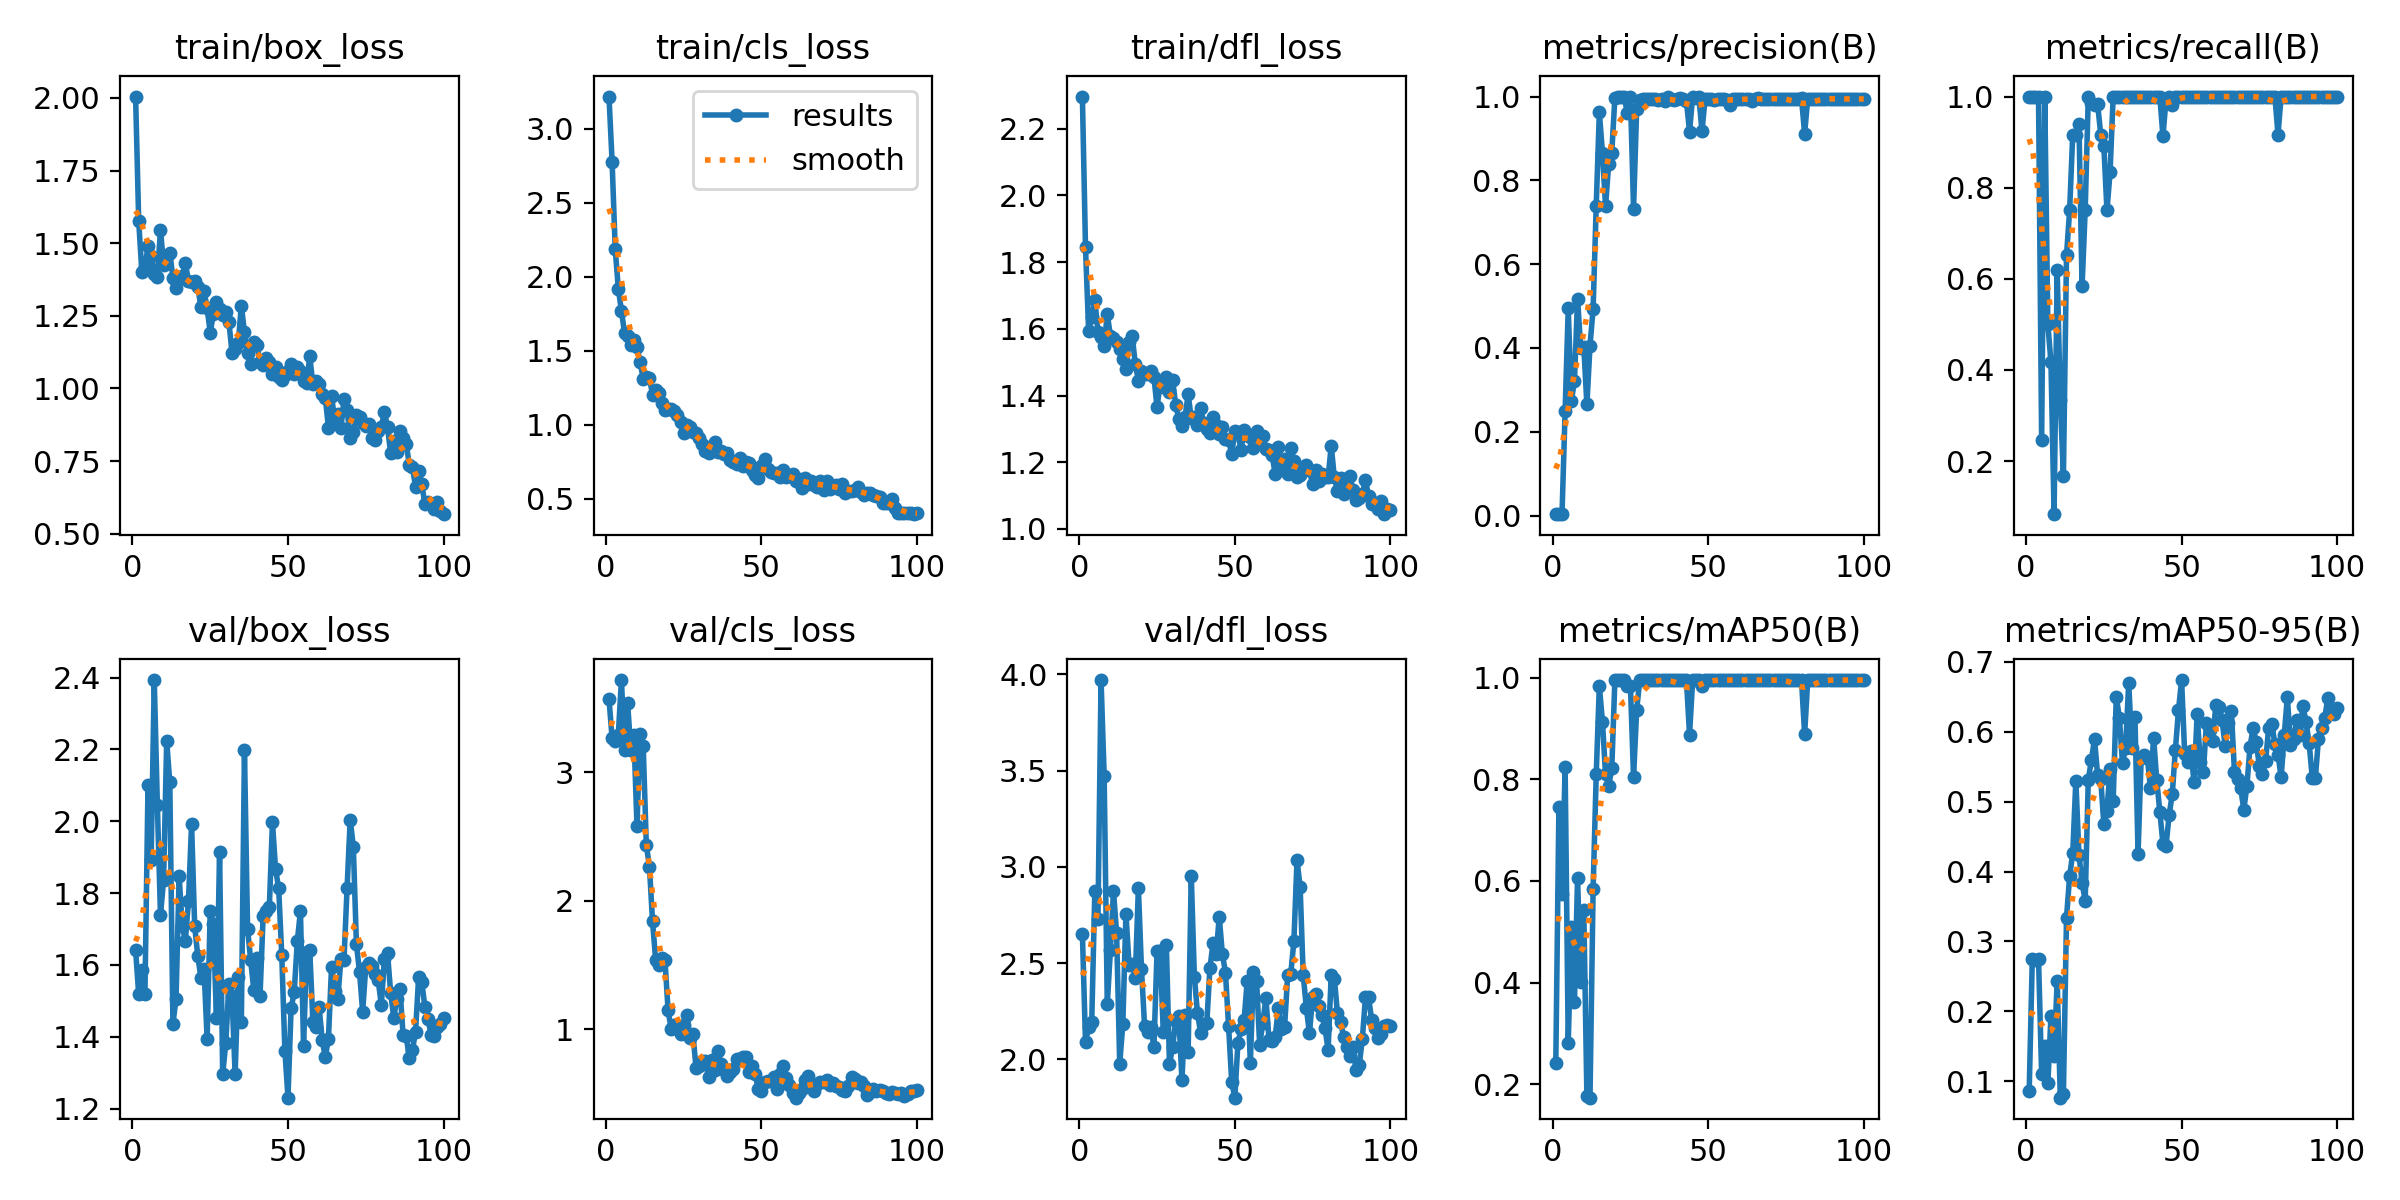 train/box_loss
2.00
1.75
1.50
1.25
1.00
0.75
0.50
0 50 100
train/cls_loss
results
smooth
3.0
2.5
2.0
1.5
1.0
0.5
0 50 100
train/dfl_loss
2.2
2.0
1.8
1.6
1.4
1.2
1.0
0 50 100
metrics/precision(B)
1.0
0.8
0.6
0.4
0.2
0.0
0 50 100
metrics/recall(B)
1.0
0.8
0.6
0.4
0.2
0 50 100
val/box_loss
2.4
2.2
2.0
1.8
1.6
1.4
1.2
0 50 100
val/cls_loss
3
2
1
0 50 100
val/dfl_loss
4.0
3.5
3.0
2.5
2.0
0 50 100
metrics/mAP50(B)
1.0
0.8
0.6
0.4
0.2
0 50 100
metrics/mAP50-95(B)
0.7
0.6
0.5
0.4
0.3
0.2
0.1
0 50 100